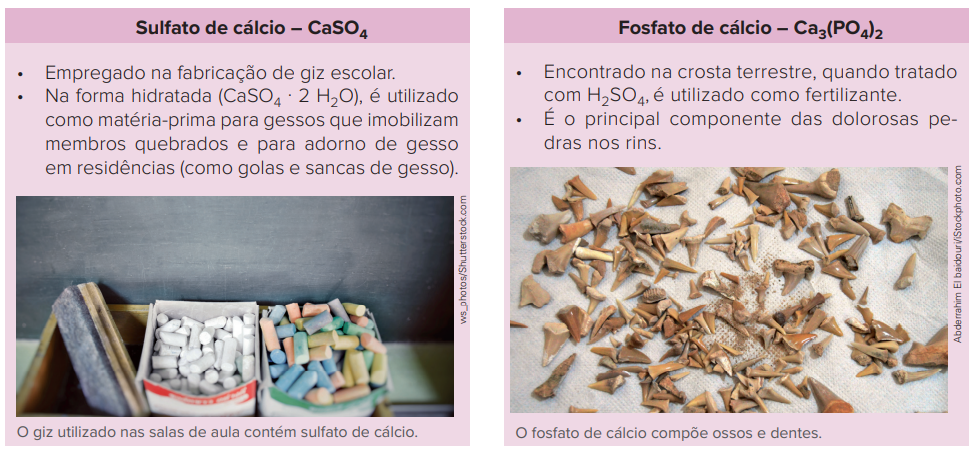 Sulfato de cálcio – CaSO₄
• Empregado na fabricação de giz escolar.
• Na forma hidratada (CaSO₄ · 2 H₂O), é utilizado
como matéria-prima para gessos que imobilizam
membros quebrados e para adorno de gesso
em residências (como golas e sancas de gesso).
ws_photos/Shutterstock.com
O giz utilizado nas salas de aula contém sulfato de cálcio.
Fosfato de cálcio – Ca₃(PO₄)₂
• Encontrado na crosta terrestre, quando tratado
com H₂SO₄, é utilizado como fertilizante.
• É o principal componente das dolorosas pe-
dras nos rins.
Abderrahim El baidouri/iStockphoto.com
O fosfato de cálcio compõe ossos e dentes.